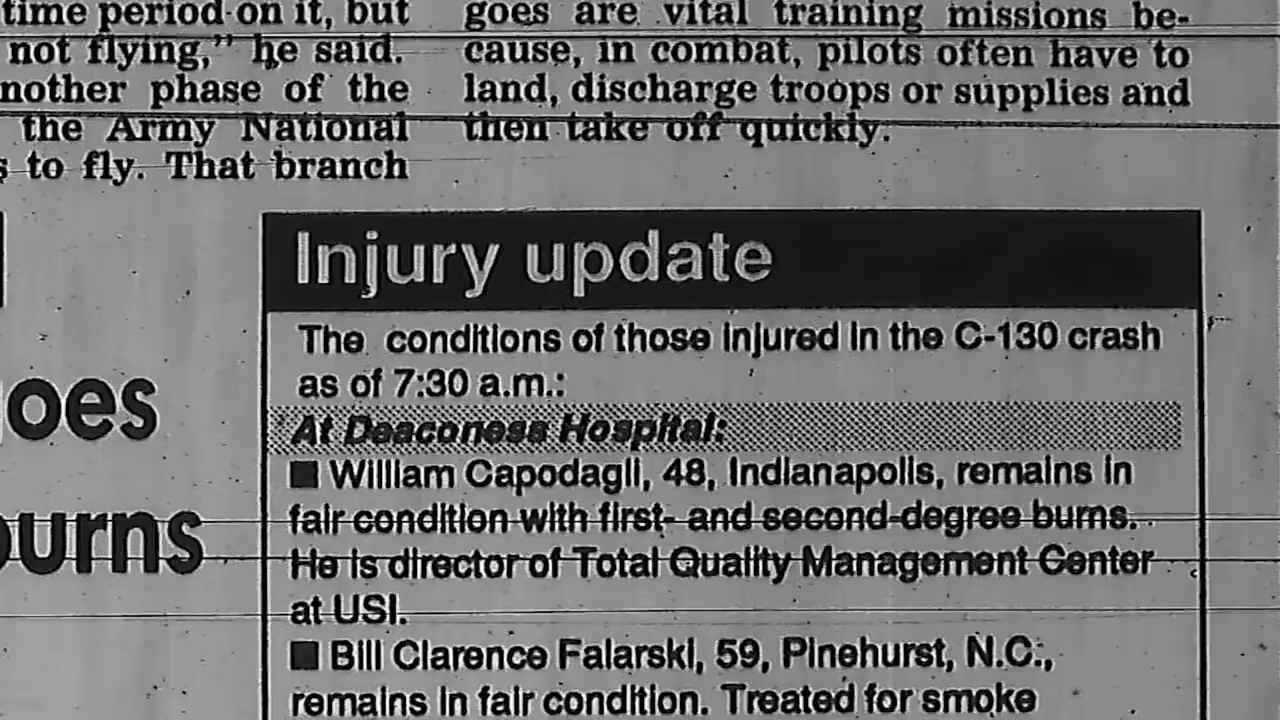 time period on it, but
not flying," he said.
nother phase of the
the Army National
s to fly. That branch
goes are vital training missions be-
cause, in combat, pilots often have to
land, discharge troops or supplies and
then take off quickly.
oes
burns
Injury update
The conditions of those injured in the C-130 crash
as of 7:30 a.m.:
At Deaconess Hospital:
■ William Capodagli, 48, Indianapolis, remains in
fair condition with first- and second-degree burns.
He is director of Total Quality Management Center
at USI.
■ Bill Clarence Falarski, 59, Pinehurst, N.C.,
remains in fair condition. Treated for smoke